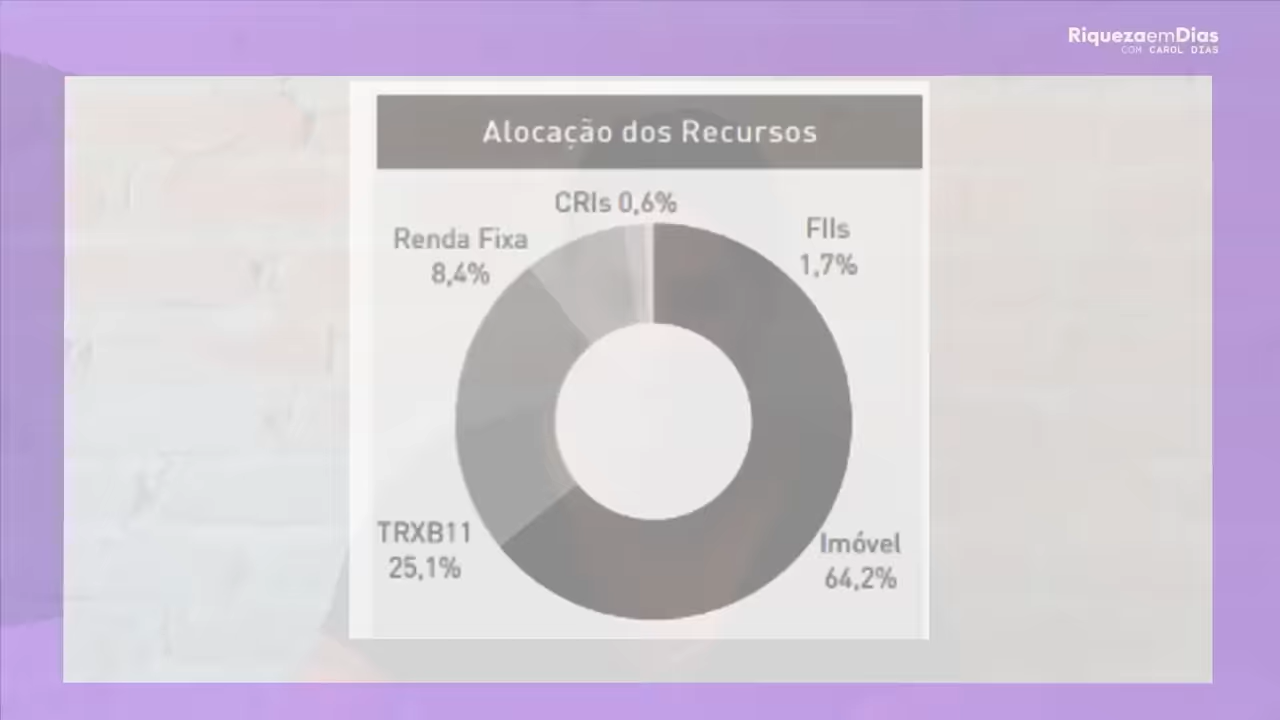 RiquezaemDias
COM CAROL DIAS
Alocação dos Recursos
CRIs 0,6%
FIIs
1,7%
Renda Fixa
8,4%
TRXB11
25,1%
Imóvel
64,2%